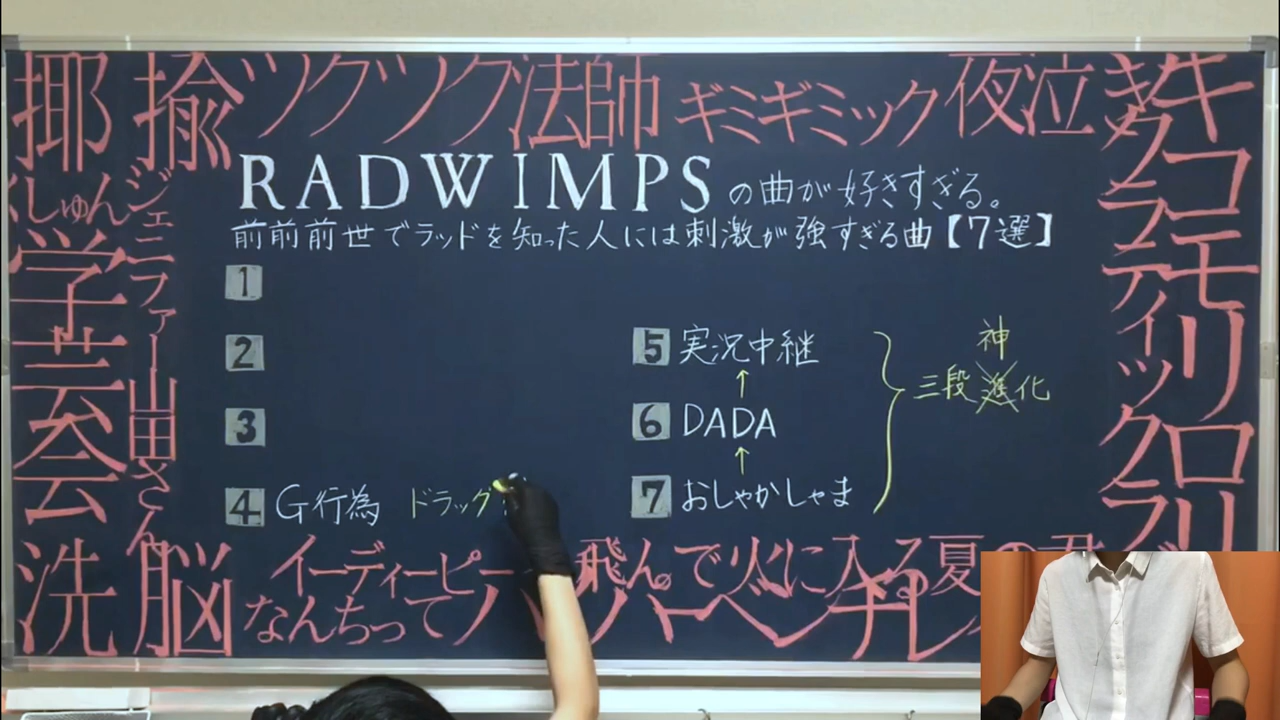 揶揄
ツクツク法師
ギミギミック
夜泣き
RADWIMPSの曲が好きすぎる。
前前前世でラッドを知った人には刺激が強すぎる曲【7選】
1
2
3
4 G行為 ドラッグ
5 実況中継
↑
6 DADA
↑
7 おしゃかしゃま
神
三段進化
くしゅん
学芸会
洗脳
ジェニファー山田さん
キコモリ
イーディーピー
飛んで火に入る夏の君
なんちって